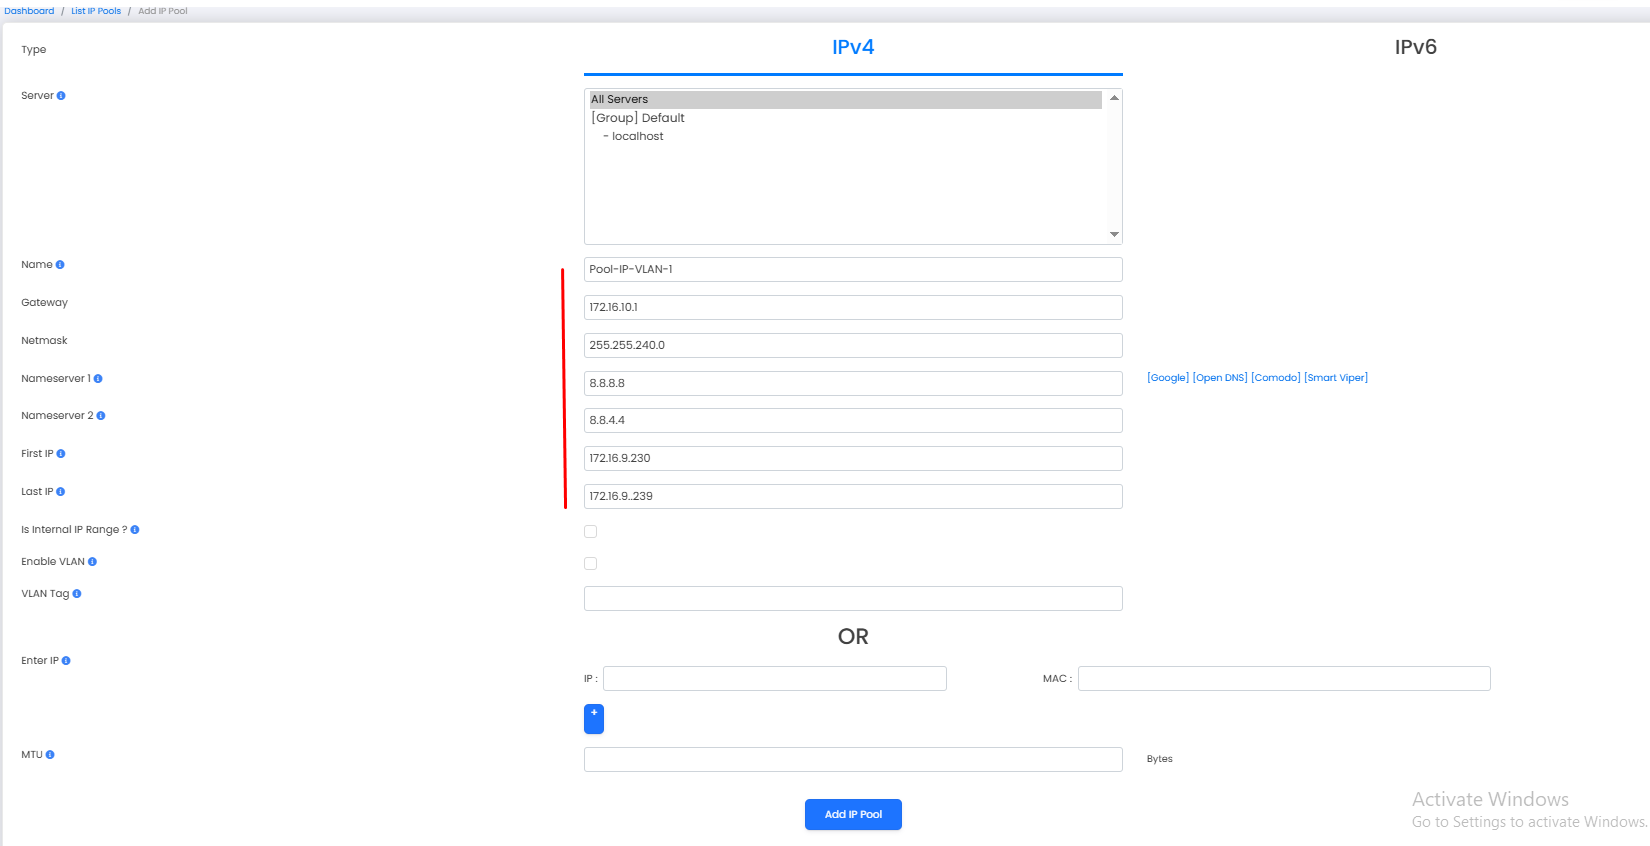 Dashboard / List IP Pools / Add IP Pool
Type
IPv4
IPv6
Server
All Servers
[Group] Default
- localhost
Name
Pool-IP-VLAN-1
Gateway
172.16.10.1
Netmask
255.255.240.0
Nameserver 1
8.8.8.8
[Google] [Open DNS] [Comodo] [Smart Viper]
Nameserver 2
8.8.4.4
First IP
172.16.9.230
Last IP
172.16.9..239
Is Internal IP Range ?
Enable VLAN
VLAN Tag
OR
Enter IP
IP :
MAC :
+
MTU
Bytes
Add IP Pool
Activate Windows
Go to Settings to activate Windows.